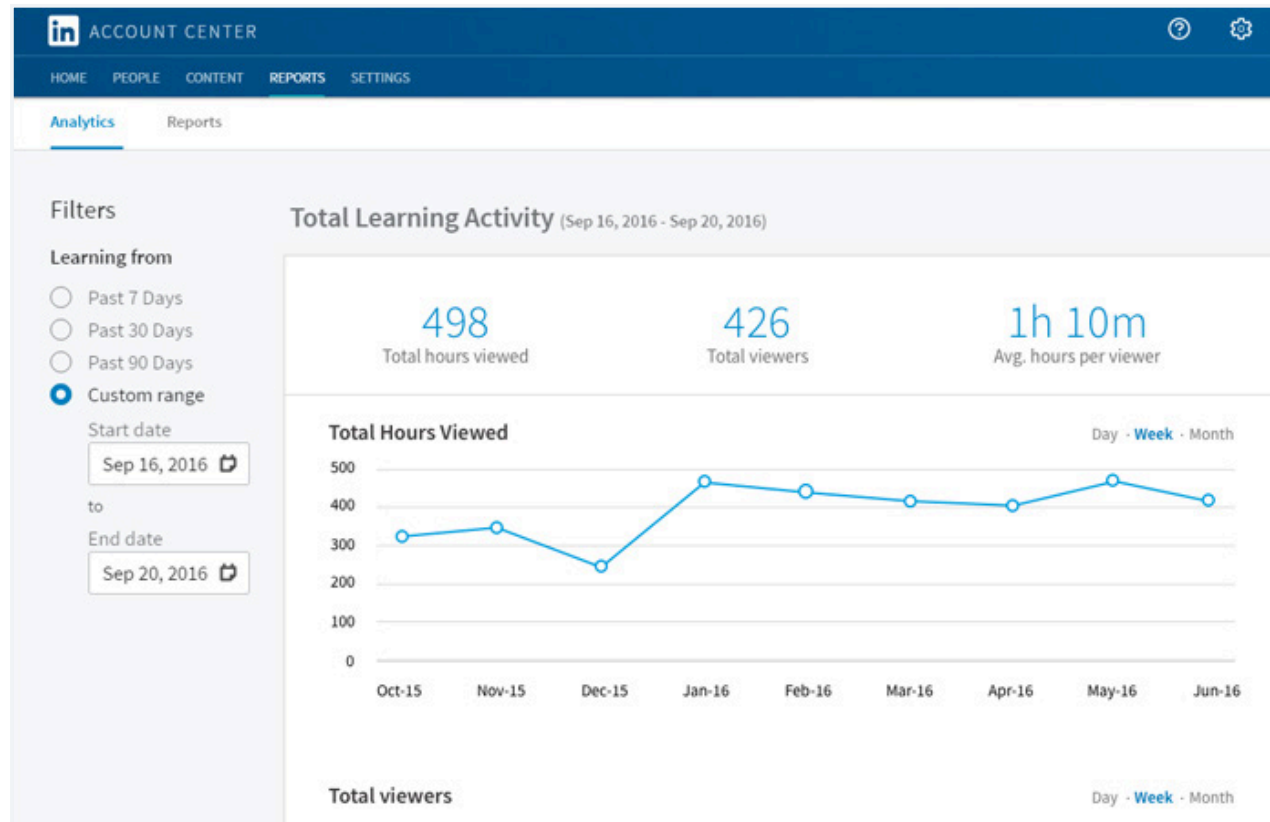 in ACCOUNT CENTER
HOME PEOPLE CONTENT REPORTS SETTINGS
Analytics Reports
Filters
Learning from
Past 7 Days
Past 30 Days
Past 90 Days
Custom range
Start date
Sep 16, 2016
to
End date
Sep 20, 2016
Total Learning Activity (Sep 16, 2016 - Sep 20, 2016)
498 426 1h 10m
Total hours viewed Total viewers Avg. hours per viewer
Total Hours Viewed Day · Week · Month
500
400
300
200
100
0
Oct-15 Nov-15 Dec-15 Jan-16 Feb-16 Mar-16 Apr-16 May-16 Jun-16
Total viewers Day · Week · Month